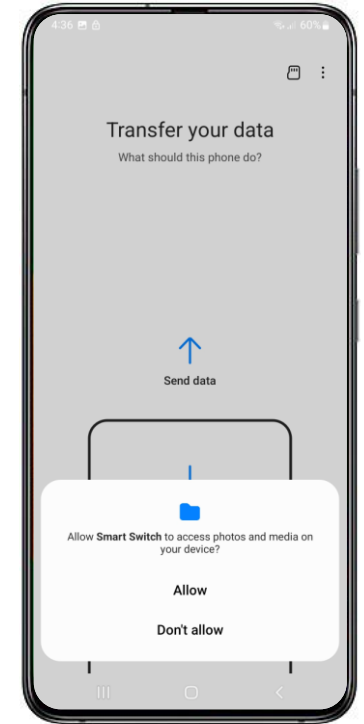 4:36
60%
Transfer your data
What should this phone do?
Send data
Allow Smart Switch to access photos and media on
your device?
Allow
Don't allow